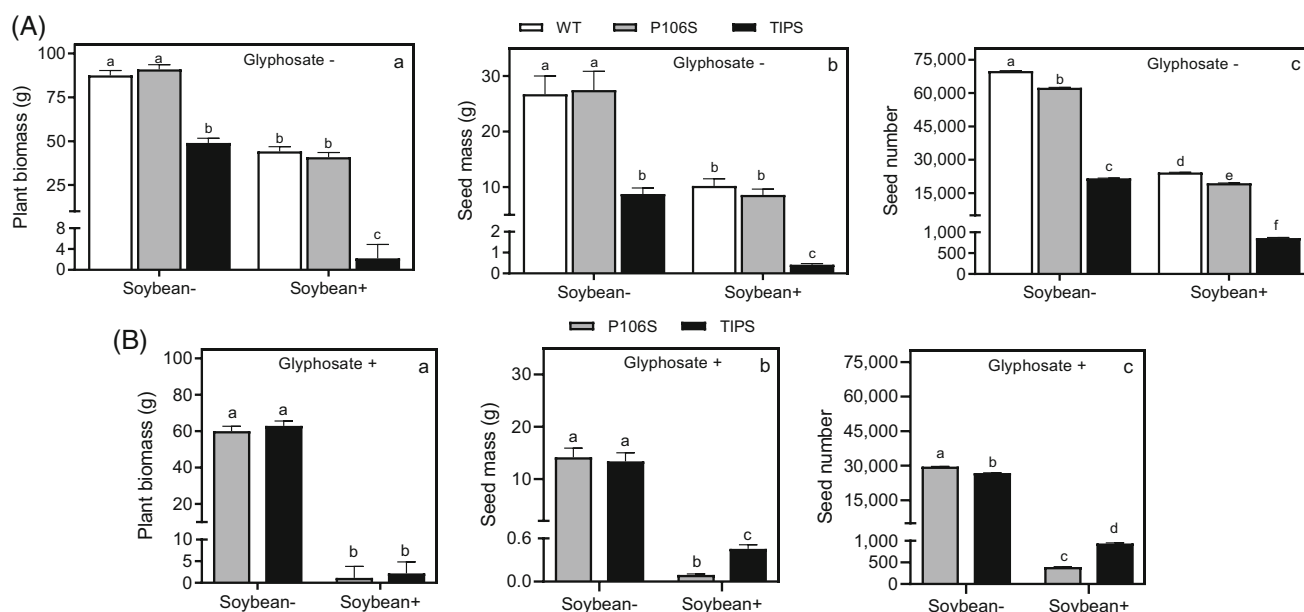 (A)
WT P106S TIPS
Plant biomass (g)
100
75
50
25
8
4
0
Glyphosate - a
a a b b b c
Soybean- Soybean+
Seed mass (g)
30
20
10
2
1
0
Glyphosate - b
a a b b b c
Soybean- Soybean+
Seed number
75,000
60,000
45,000
30,000
15,000
1,000
500
0
Glyphosate - c
a b c d e f
Soybean- Soybean+
(B)
P106S TIPS
Plant biomass (g)
100
80
60
40
20
10
5
0
Glyphosate + a
a a b b
Soybean- Soybean+
Seed mass (g)
30
20
10
0.6
0.0
Glyphosate + b
a a b c
Soybean- Soybean+
Seed number
75,000
60,000
45,000
30,000
15,000
1,000
500
0
Glyphosate + c
a b c d
Soybean- Soybean+